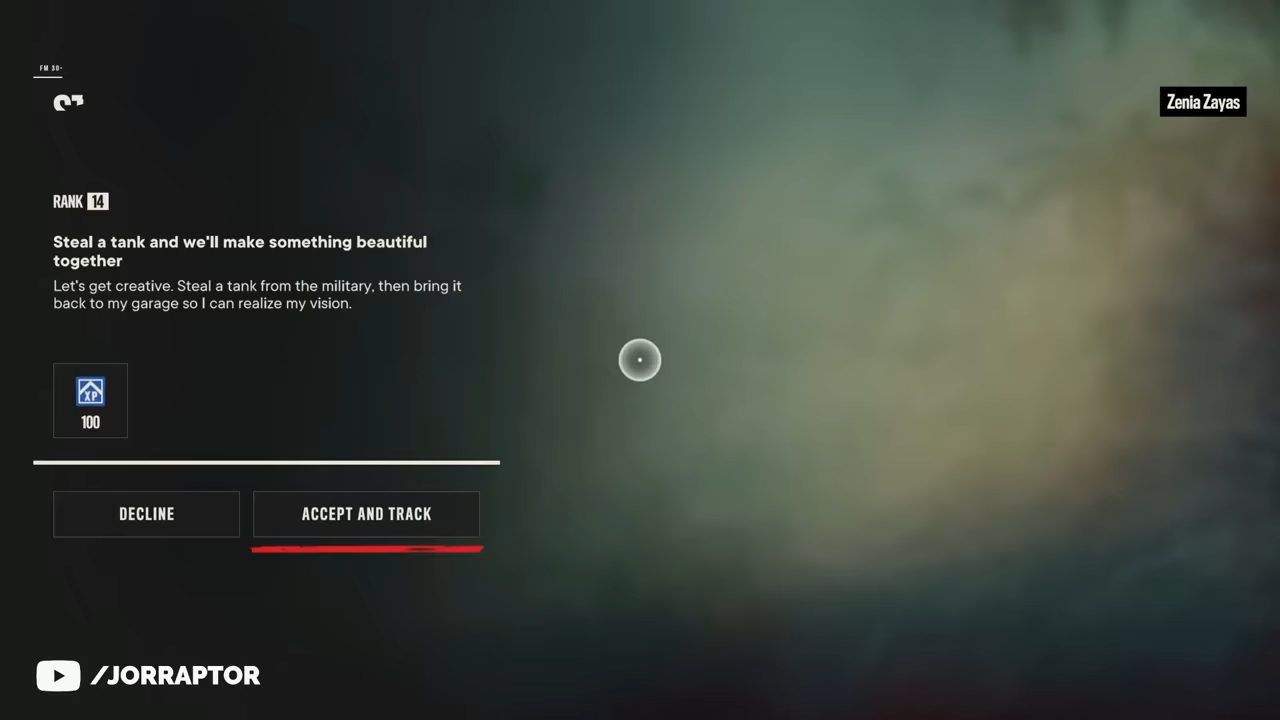 FM 30-
Zenia Zayas
RANK 14
Steal a tank and we'll make something beautiful
together
Let's get creative. Steal a tank from the military, then bring it
back to my garage so I can realize my vision.
XP
100
DECLINE
ACCEPT AND TRACK
/JORRAPTOR